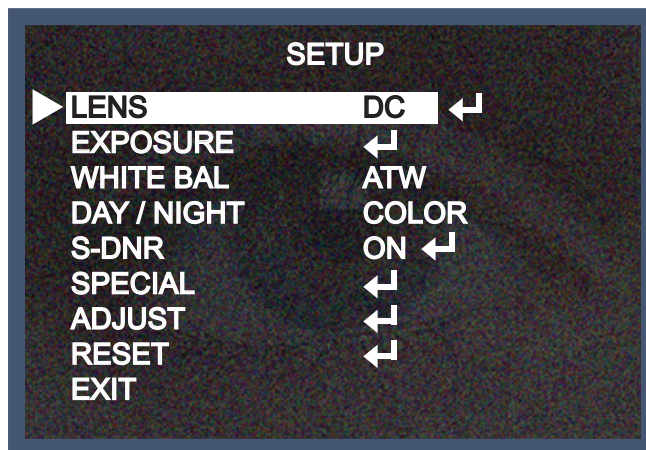 SETUP
LENS DC ↵
EXPOSURE ↵
WHITE BAL ATW
DAY / NIGHT COLOR
S-DNR ON ↵
SPECIAL ↵
ADJUST ↵
RESET ↵
EXIT